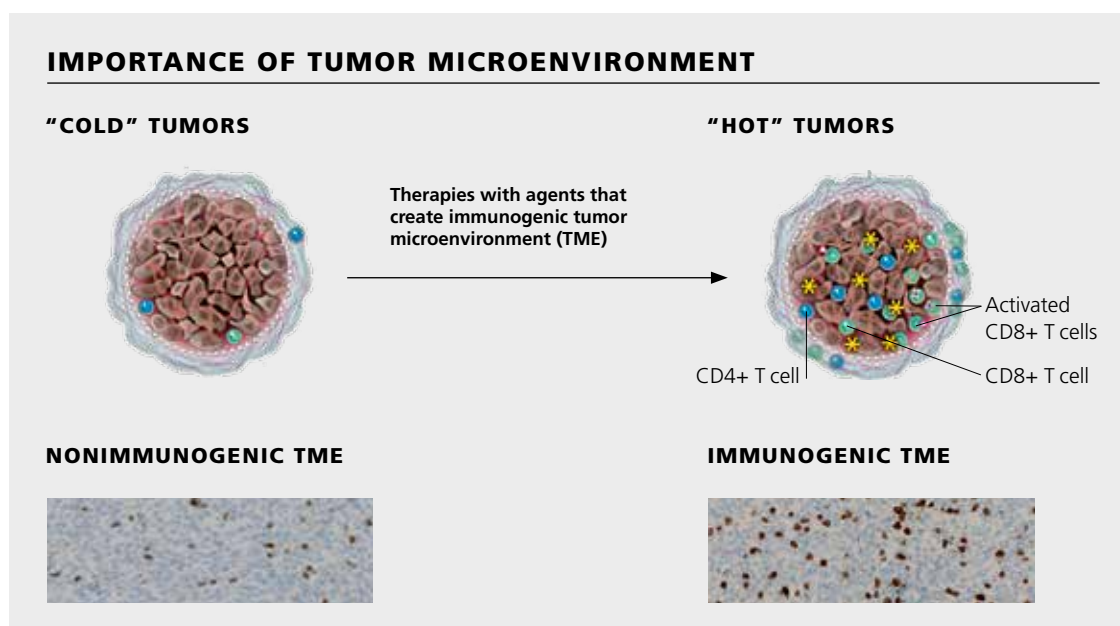 IMPORTANCE OF TUMOR MICROENVIRONMENT
“COLD” TUMORS
“HOT” TUMORS
Therapies with agents that
create immunogenic tumor
microenvironment (TME)
Activated
CD8+ T cells
CD4+ T cell
CD8+ T cell
NONIMMUNOGENIC TME
IMMUNOGENIC TME